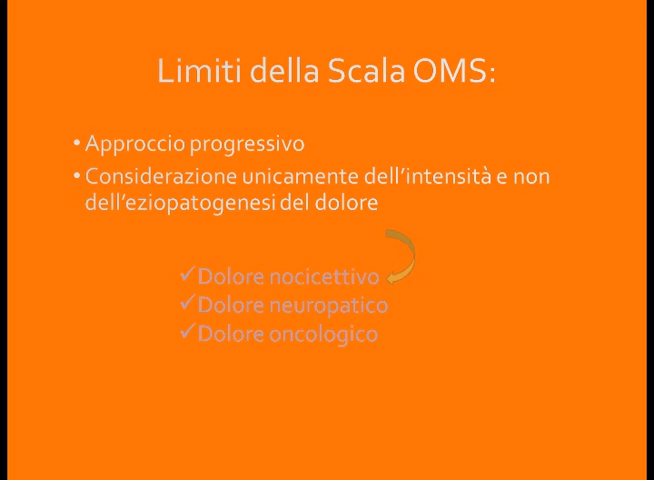 Limiti della Scala OMS:
• Approccio progressivo
• Considerazione unicamente dell'intensità e non
dell'eziopatogenesi del dolore
✓Dolore nocicettivo
✓Dolore neuropatico
✓Dolore oncologico